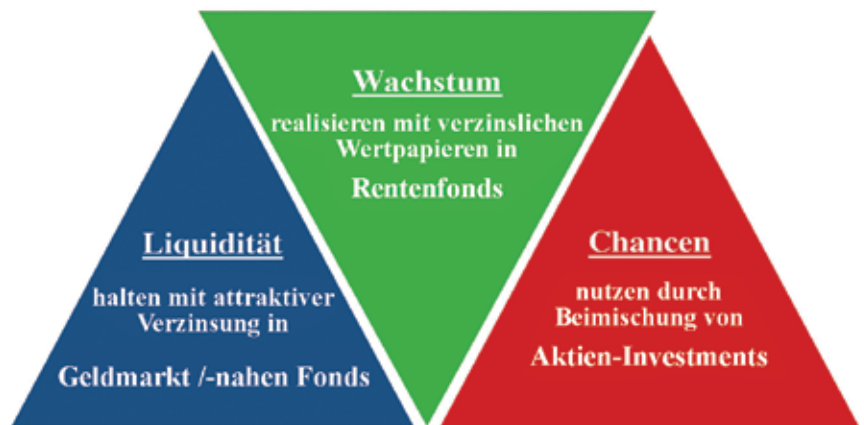 Liquidität
halten mit attraktiver
Verzinsung in
Geldmarkt /-nahen Fonds
Wachstum
realisieren mit verzinslichen
Wertpapieren in
Rentenfonds
Chancen
nutzen durch
Beimischung von
Aktien-Investments